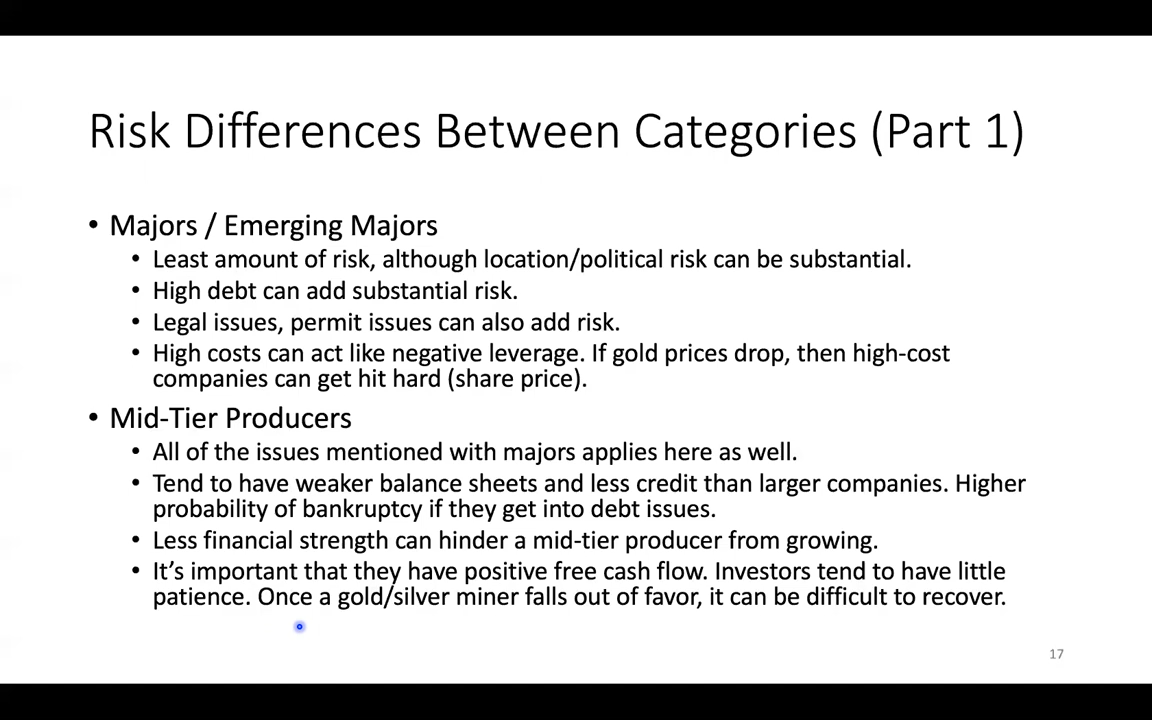 Risk Differences Between Categories (Part 1)
• Majors / Emerging Majors
• Least amount of risk, although location/political risk can be substantial.
• High debt can add substantial risk.
• Legal issues, permit issues can also add risk.
• High costs can act like negative leverage. If gold prices drop, then high-cost
companies can get hit hard (share price).
• Mid-Tier Producers
• All of the issues mentioned with majors applies here as well.
• Tend to have weaker balance sheets and less credit than larger companies. Higher
probability of bankruptcy if they get into debt issues.
• Less financial strength can hinder a mid-tier producer from growing.
• It’s important that they have positive free cash flow. Investors tend to have little
patience. Once a gold/silver miner falls out of favor, it can be difficult to recover.
17